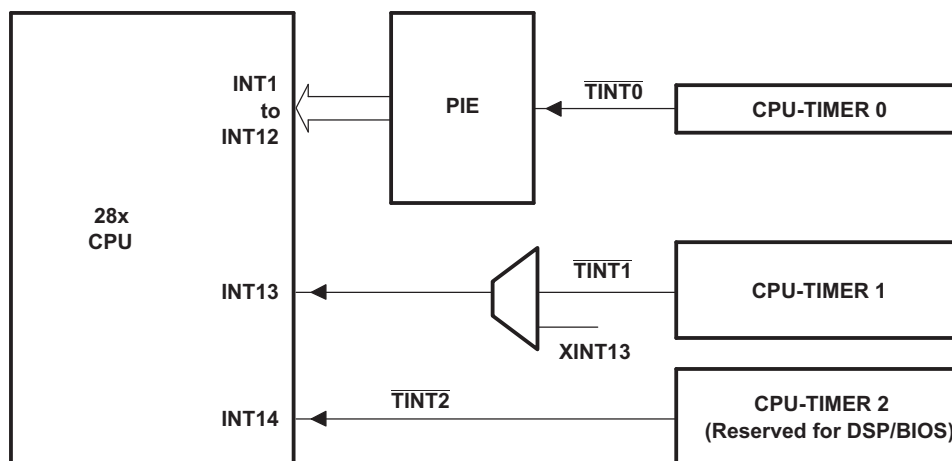 INT1
to
INT12
PIE
TINT0
CPU-TIMER 0
28x
CPU
INT13
TINT1
CPU-TIMER 1
XINT13
INT14
TINT2
CPU-TIMER 2
(Reserved for DSP/BIOS)